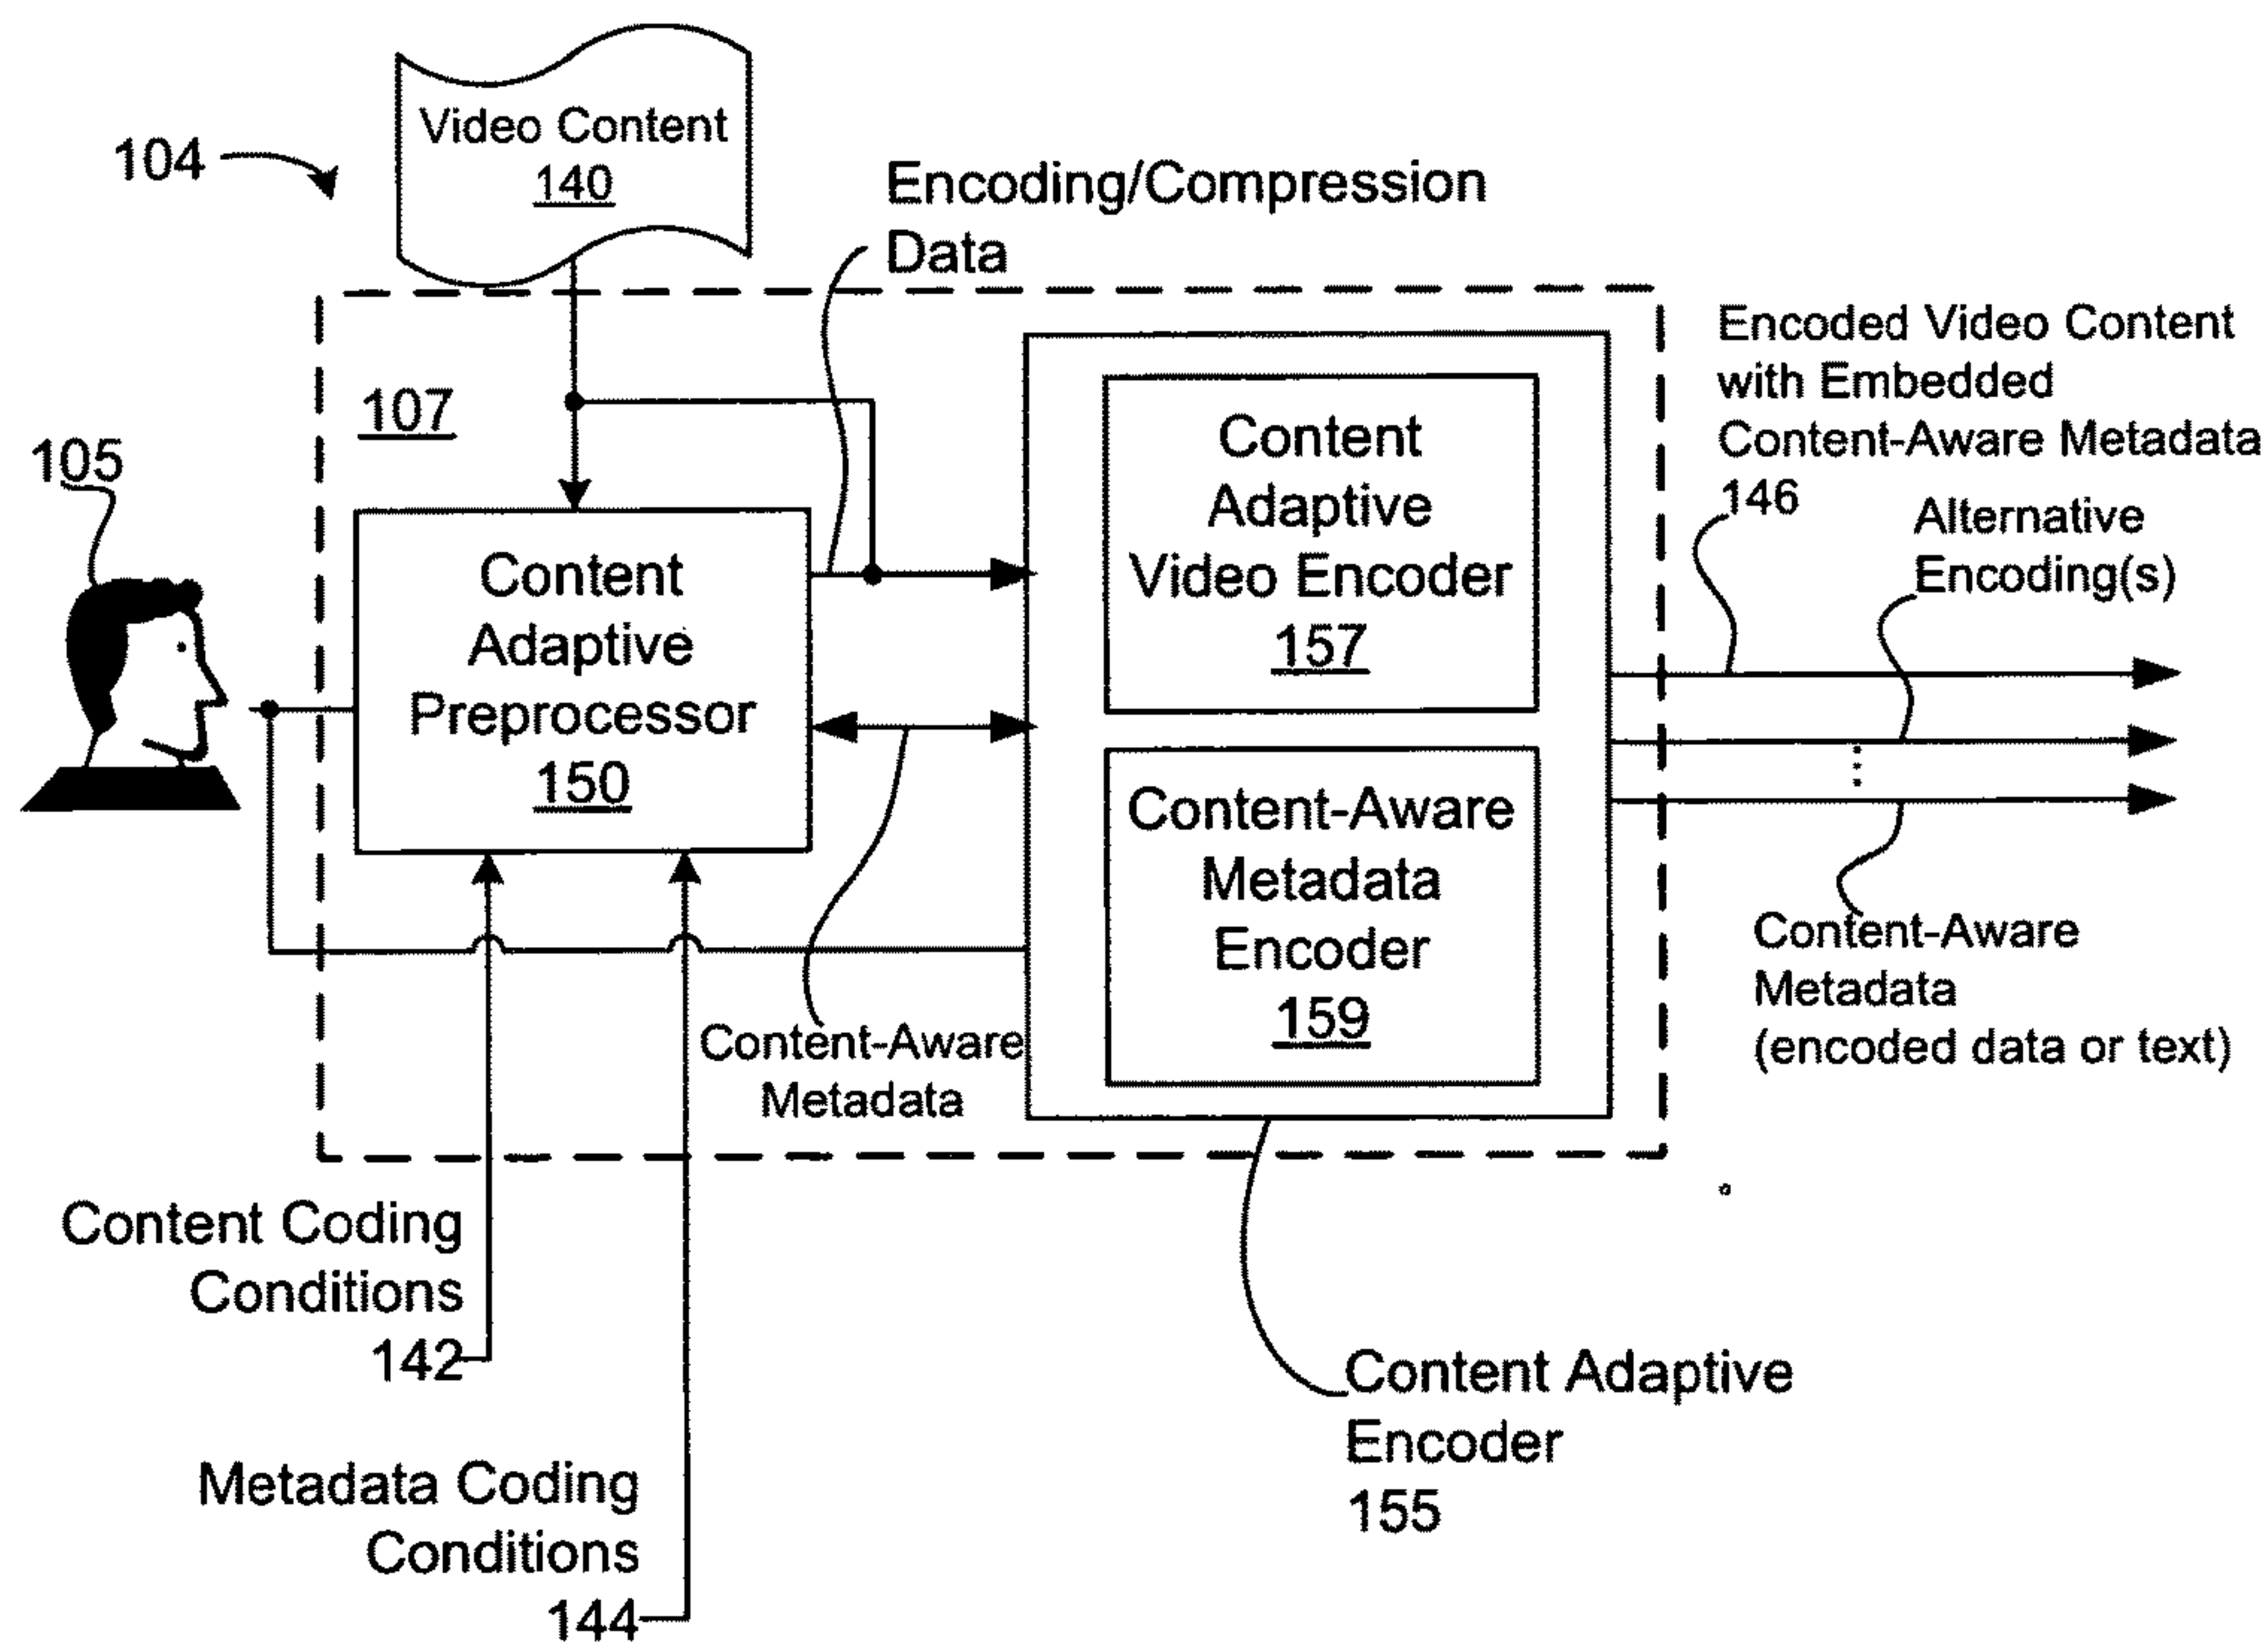 Video Content
140
104
Encoding/Compression
Data
107
105
Encoded Video Content
with Embedded
Content-Aware Metadata
146
Alternative
Encoding(s)
Content
Adaptive
Preprocessor
150
Content
Adaptive
Video Encoder
157
Content-Aware
Metadata
Encoder
159
Content-Aware
Metadata
Content-Aware
Metadata
(encoded data or text)
Content Coding
Conditions
142
Metadata Coding
Conditions
144
Content Adaptive
Encoder
155